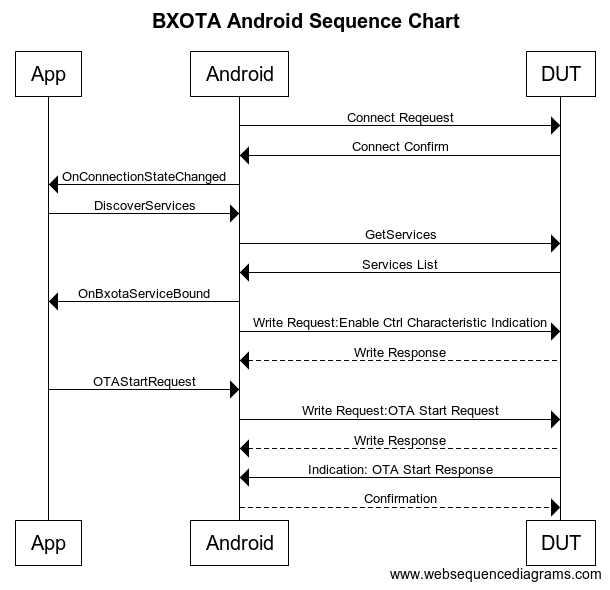 BXOTA Android Sequence Chart
App Android DUT
Connect Reqeuest
Connect Confirm
OnConnectionStateChanged
DiscoverServices
GetServices
Services List
OnBxotaServiceBound
Write Request:Enable Ctrl Characteristic Indication
Write Response
OTAStartRequest
Write Request:OTA Start Request
Write Response
Indication: OTA Start Response
Confirmation
App Android DUT
www.websequencediagrams.com